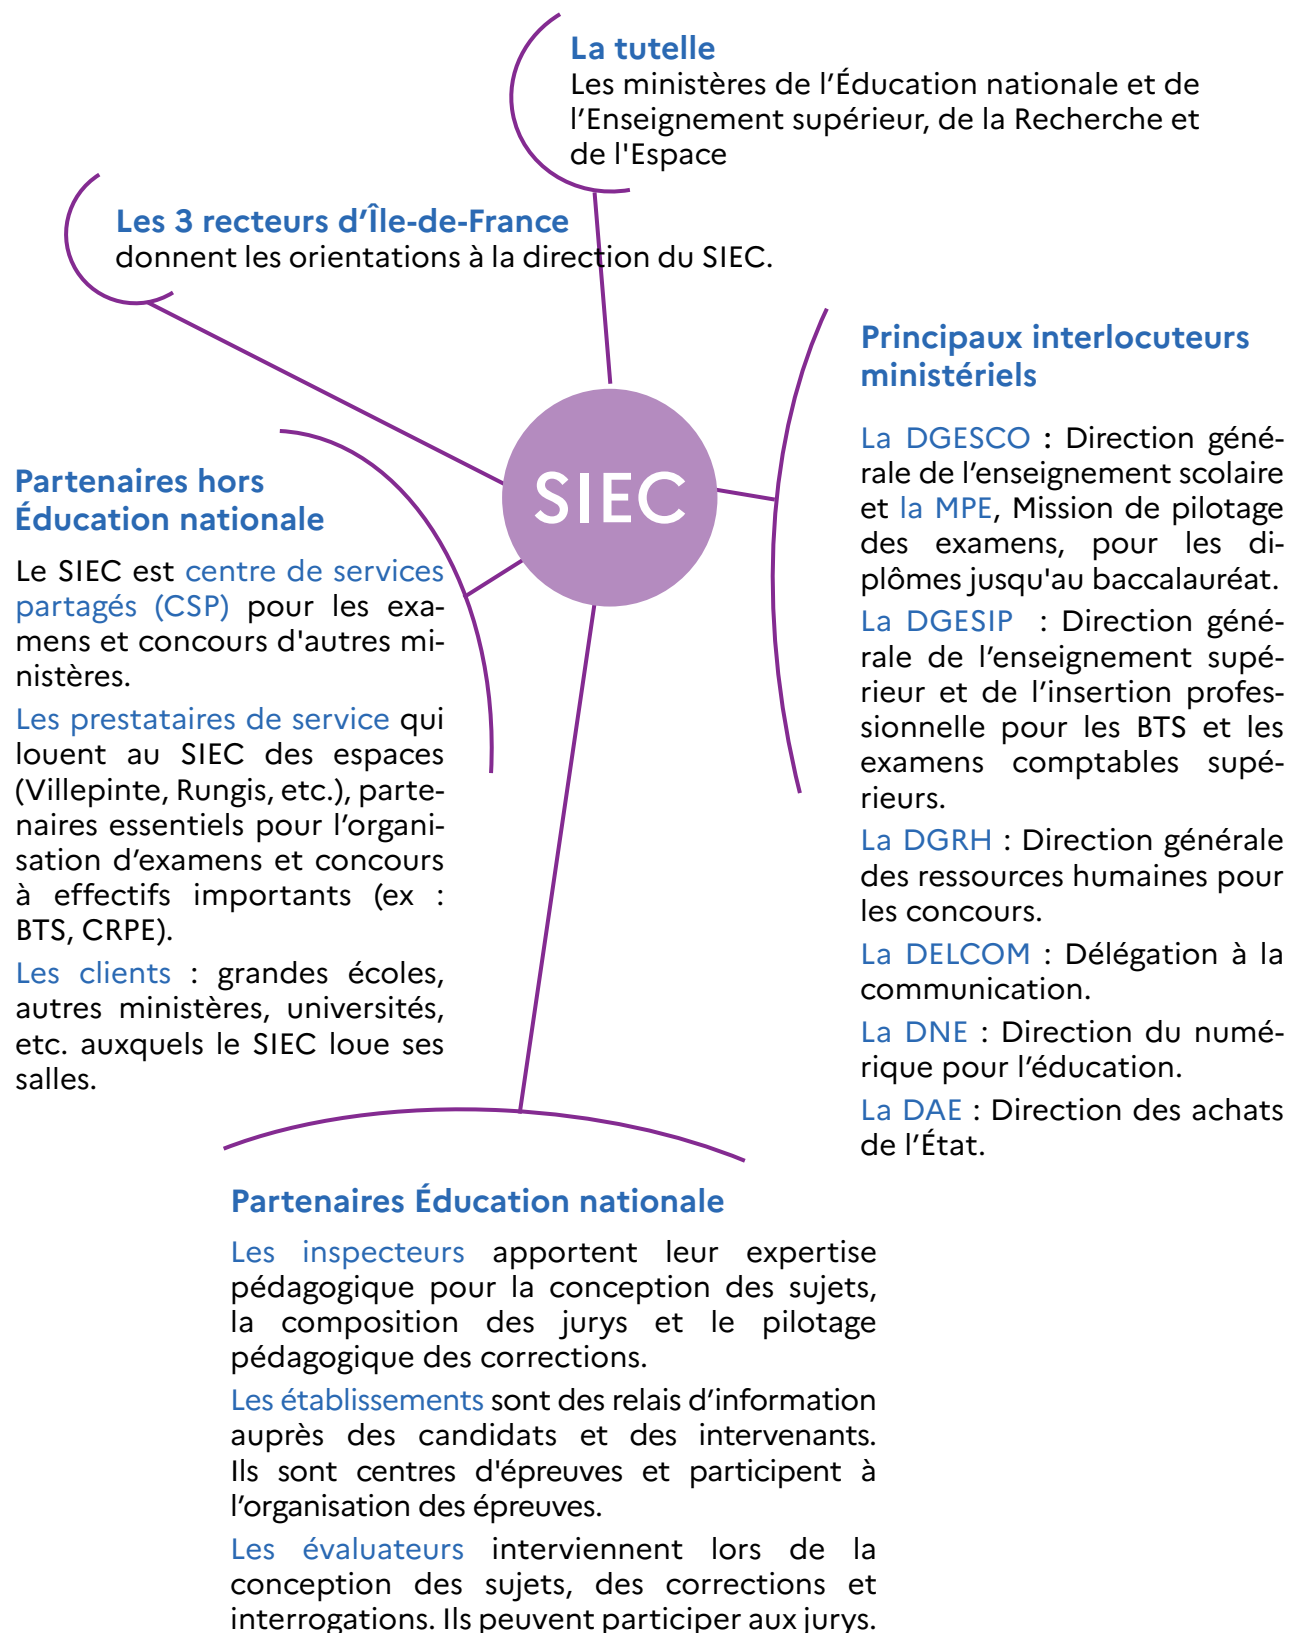 La tutelle
Les ministères de l’Éducation nationale et de
l’Enseignement supérieur, de la Recherche et
de l'Espace
Les 3 recteurs d’Île-de-France
donnent les orientations à la direction du SIEC.
SIEC
Principaux interlocuteurs
ministériels
La DGESCO : Direction géné-
rale de l’enseignement scolaire
et la MPE, Mission de pilotage
des examens, pour les di-
plômes jusqu'au baccalauréat.
La DGESIP : Direction géné-
rale de l’enseignement supé-
rieur et de l’insertion profes-
sionnelle pour les BTS et les
examens comptables supé-
rieurs.
La DGRH : Direction générale
des ressources humaines pour
les concours.
La DELCOM : Délégation à la
communication.
La DNE : Direction du numé-
rique pour l’éducation.
La DAE : Direction des achats
de l’État.
Partenaires hors
Éducation nationale
Le SIEC est centre de services
partagés (CSP) pour les exa-
mens et concours d'autres mi-
nistères.
Les prestataires de service qui
louent au SIEC des espaces
(Villepinte, Rungis, etc.), parte-
naires essentiels pour l’organi-
sation d’examens et concours
à effectifs importants (ex :
BTS, CRPE).
Les clients : grandes écoles,
autres ministères, universités,
etc. auxquels le SIEC loue ses
salles.
Partenaires Éducation nationale
Les inspecteurs apportent leur expertise
pédagogique pour la conception des sujets,
la composition des jurys et le pilotage
pédagogique des corrections.
Les établissements sont des relais d’information
auprès des candidats et des intervenants.
Ils sont centres d'épreuves et participent à
l’organisation des épreuves.
Les évaluateurs interviennent lors de la
conception des sujets, des corrections et
interrogations. Ils peuvent participer aux jurys.